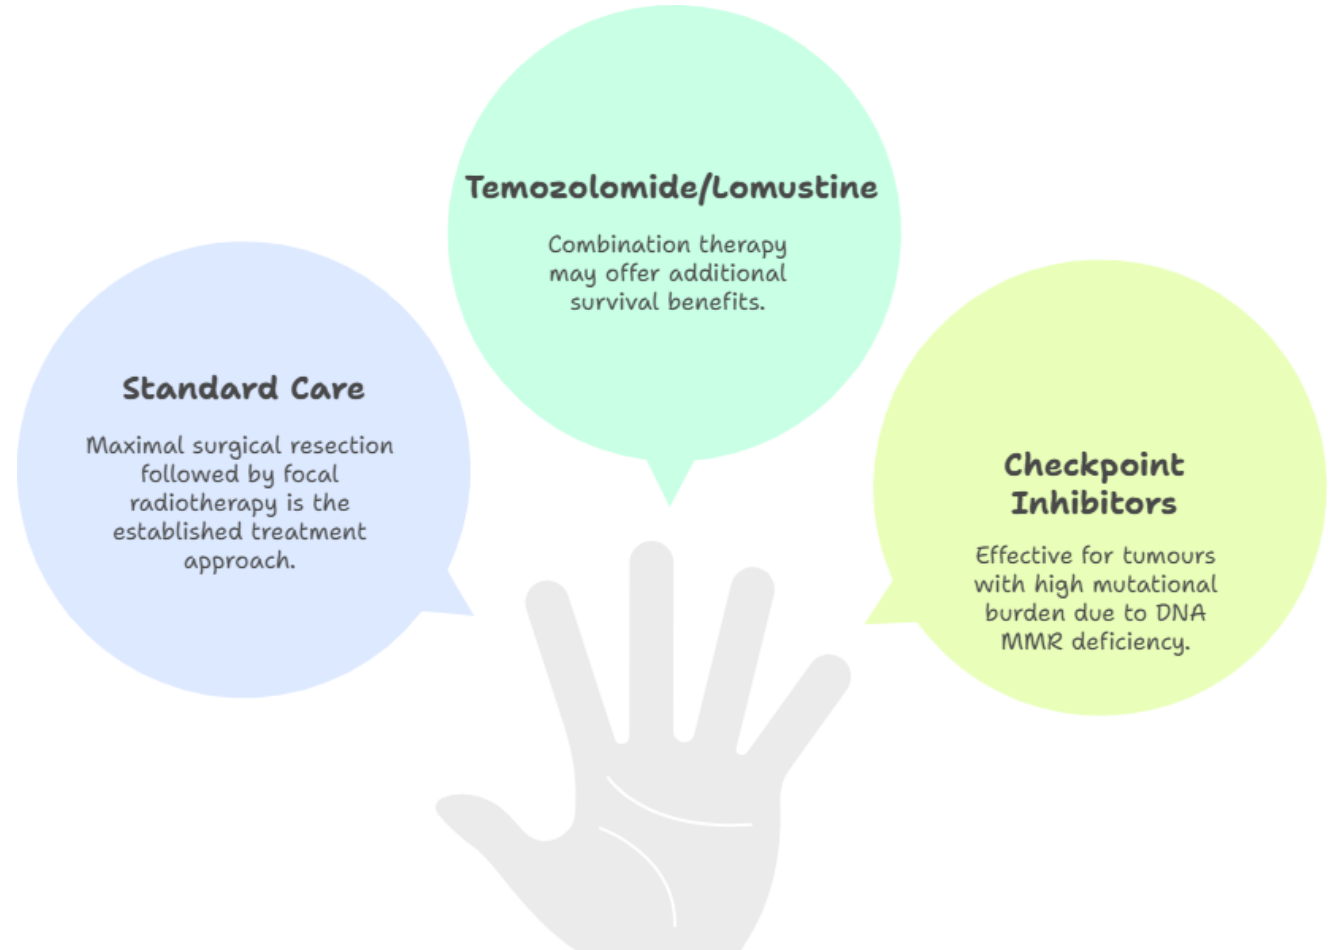 Temozolomide/Lomustine
Combination therapy
may offer additional
survival benefits.
Standard Care
Maximal surgical resection
followed by focal
radiotherapy is the
established treatment
approach.
Checkpoint
Inhibitors
Effective for tumours
with high mutational
burden due to DNA
MMR deficiency.